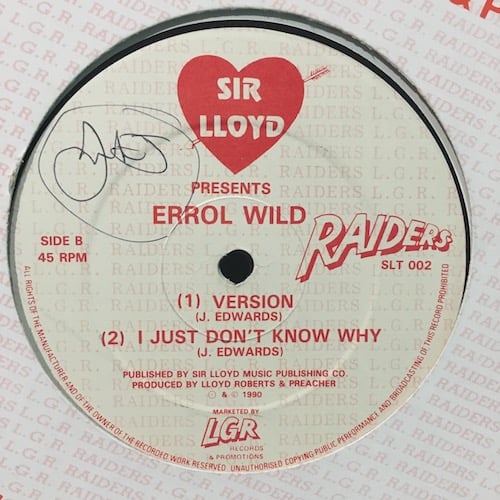 SIR
LLOYD
PRESENTS
ERROL WILD
RAIDERS
SIDE B
45 RPM
SLT 002
(1) VERSION
(J. EDWARDS)
(2) I JUST DON'T KNOW WHY
(J. EDWARDS)
PUBLISHED BY SIR LLOYD MUSIC PUBLISHING CO.
PRODUCED BY LLOYD ROBERTS & PREACHER
℗ & © 1990
MARKETED BY
LGR
RECORDS
& PROMOTIONS
ALL RIGHTS OF THE MANUFACTURER AND OF THE OWNER OF THE RECORDED WORK RESERVED. UNAUTHORISED COPYING PUBLIC PERFORMANCE AND BROADCASTING OF THIS RECORD PROHIBITED